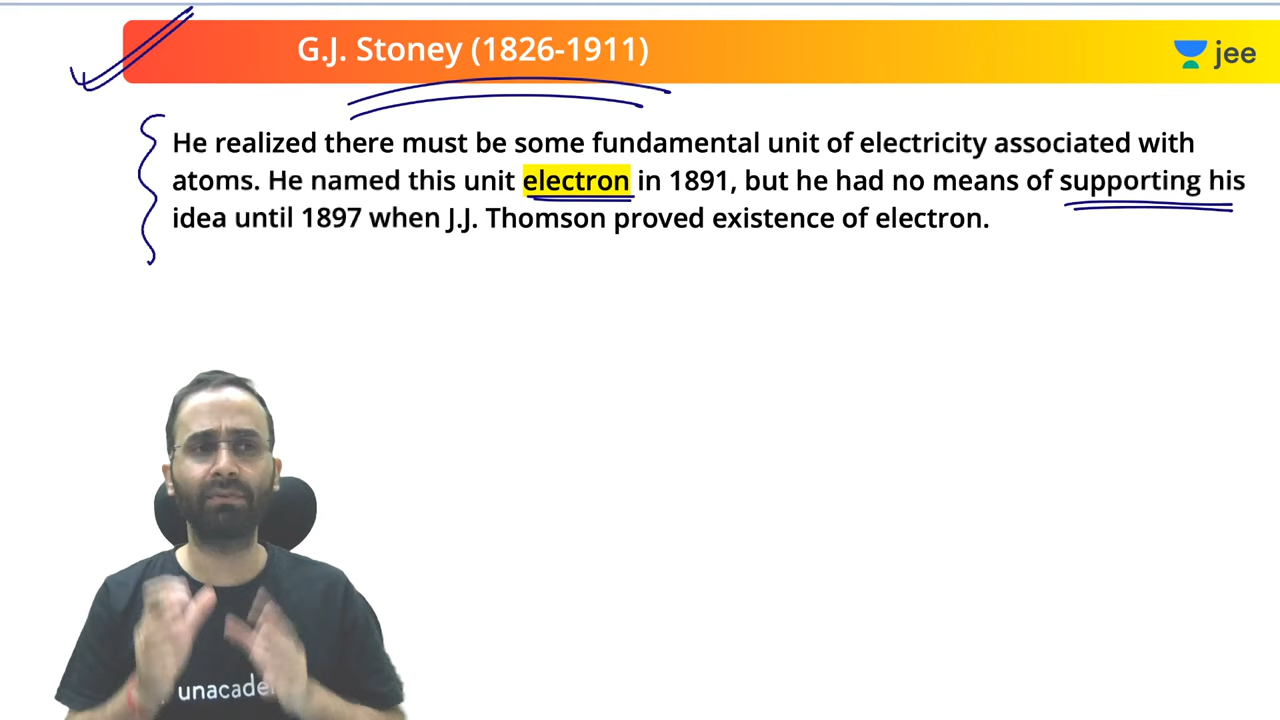 G.J. Stoney (1826-1911)
jee
He realized there must be some fundamental unit of electricity associated with
atoms. He named this unit electron in 1891, but he had no means of supporting his
idea until 1897 when J.J. Thomson proved existence of electron.
unacade